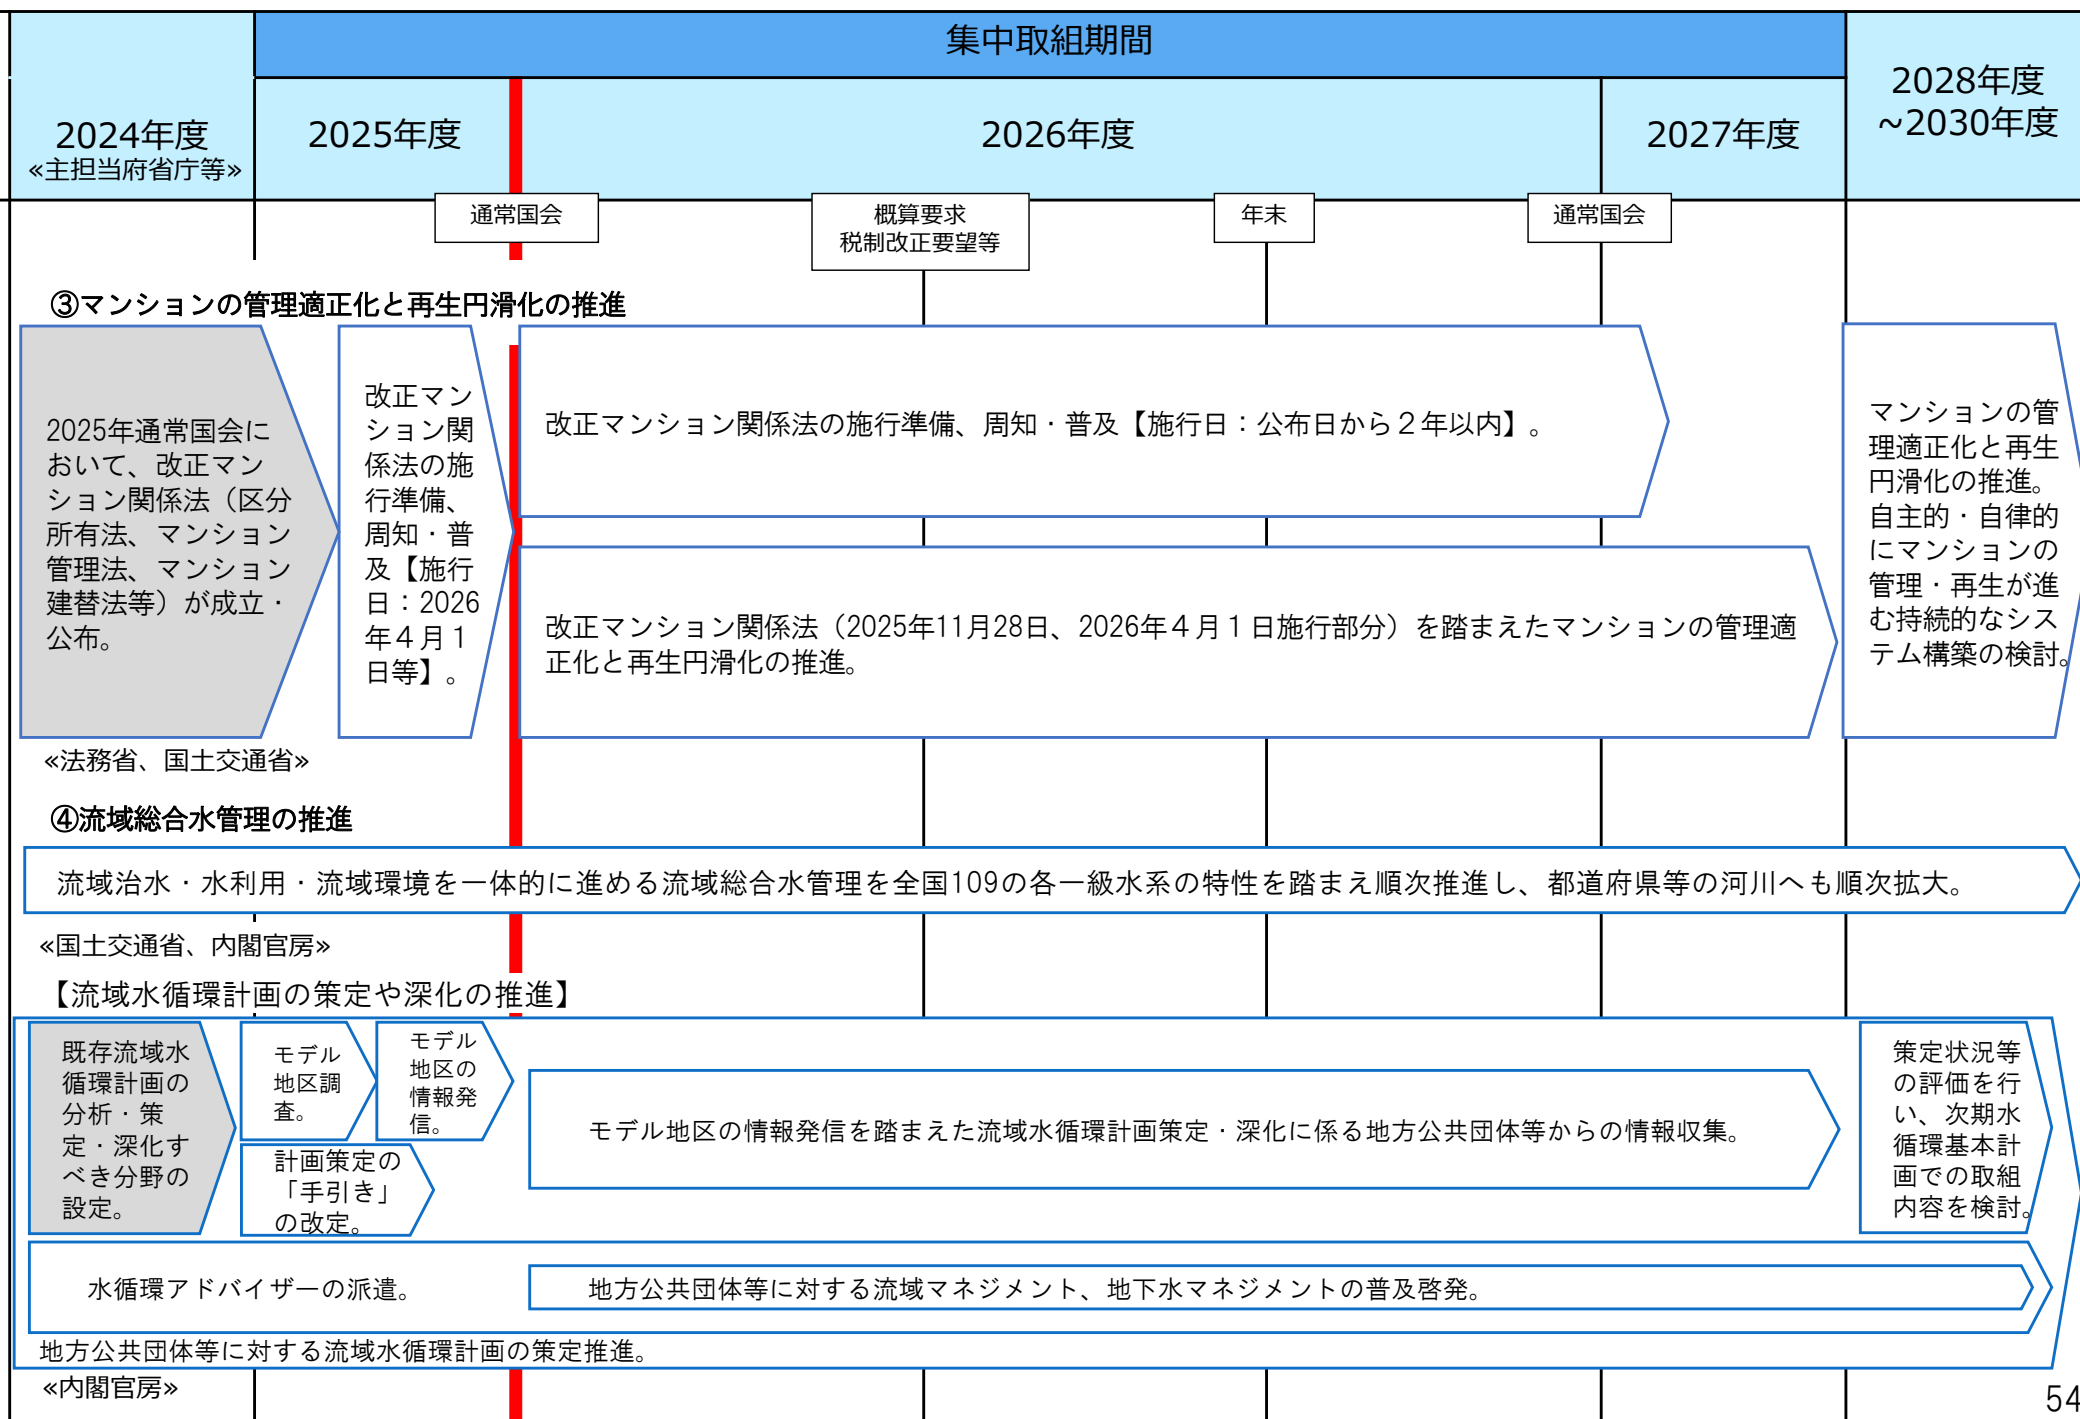 集中取組期間
2024年度
«主担当府省庁等»
2025年度
2026年度
2027年度
2028年度
~2030年度
通常国会
概算要求
税制改正要望等
年末
通常国会
③マンションの管理適正化と再生円滑化の推進
2025年通常国会に
おいて、改正マン
ション関係法（区分
所有法、マンション
管理法、マンション
建替法等）が成立・
公布。
改正マン
ション関
係法の施
行準備、
周知・普
及【施行
日：2026
年４月１
日等】。
改正マンション関係法の施行準備、周知・普及【施行日：公布日から２年以内】。
改正マンション関係法（2025年11月28日、2026年４月１日施行部分）を踏まえたマンションの管理適
正化と再生円滑化の推進。
マンションの管
理適正化と再生
円滑化の推進。
自主的・自律的
にマンションの
管理・再生が進
む持続的なシス
テム構築の検討。
«法務省、国土交通省»
④流域総合水管理の推進
流域治水・水利用・流域環境を一体的に進める流域総合水管理を全国109の各一級水系の特性を踏まえ順次推進し、都道府県等の河川へも順次拡大。
«国土交通省、内閣官房»
【流域水循環計画の策定や深化の推進】
既存流域水
循環計画の
分析・策
定・深化す
べき分野の
設定。
モデル
地区調
査。
モデル
地区の
情報発
信。
計画策定の
「手引き」
の改定。
モデル地区の情報発信を踏まえた流域水循環計画策定・深化に係る地方公共団体等からの情報収集。
策定状況等
の評価を行
い、次期水
循環基本計
画での取組
内容を検討。
水循環アドバイザーの派遣。
地方公共団体等に対する流域マネジメント、地下水マネジメントの普及啓発。
地方公共団体等に対する流域水循環計画の策定推進。
«内閣官房»
54